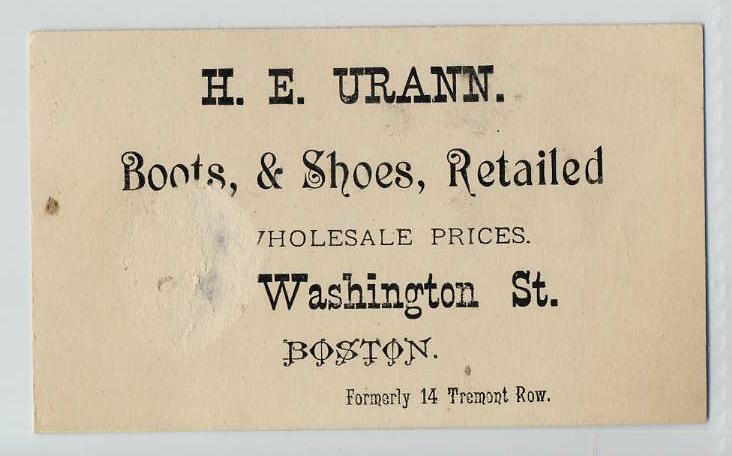 H. E. URANN.
Boots, & Shoes, Retailed
WHOLESALE PRICES.
Washington St.
BOSTON.
Formerly 14 Tremont Row.